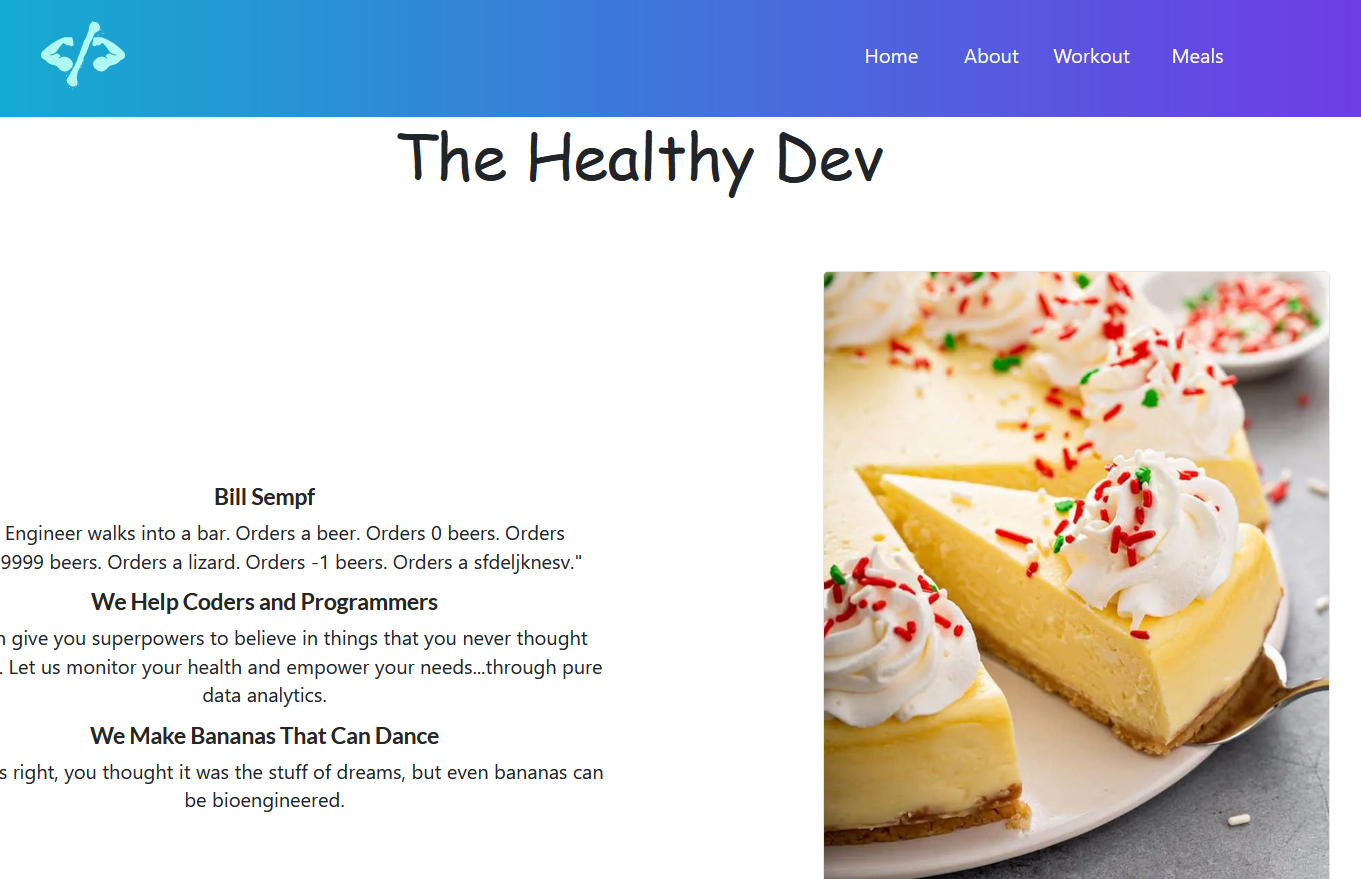 Home About Workout Meals
The Healthy Dev
Bill Sempf
Engineer walks into a bar. Orders a beer. Orders 0 beers. Orders
9999 beers. Orders a lizard. Orders -1 beers. Orders a sfdeljknesv."
We Help Coders and Programmers
give you superpowers to believe in things that you never thought
. Let us monitor your health and empower your needs...through pure
data analytics.
We Make Bananas That Can Dance
s right, you thought it was the stuff of dreams, but even bananas can
be bioengineered.